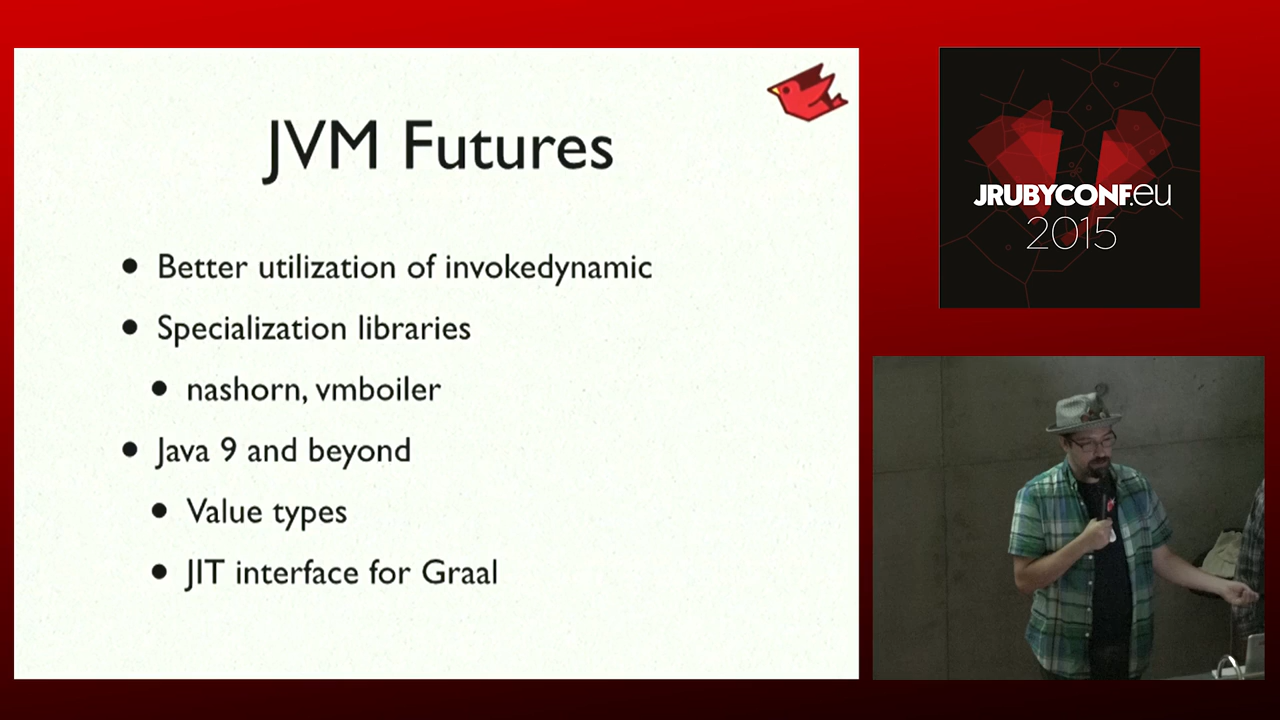 JVM Futures
• Better utilization of invokedynamic
• Specialization libraries
• nashorn, vmboiler
• Java 9 and beyond
• Value types
• JIT interface for Graal
JRUBYCONF.eu
2015